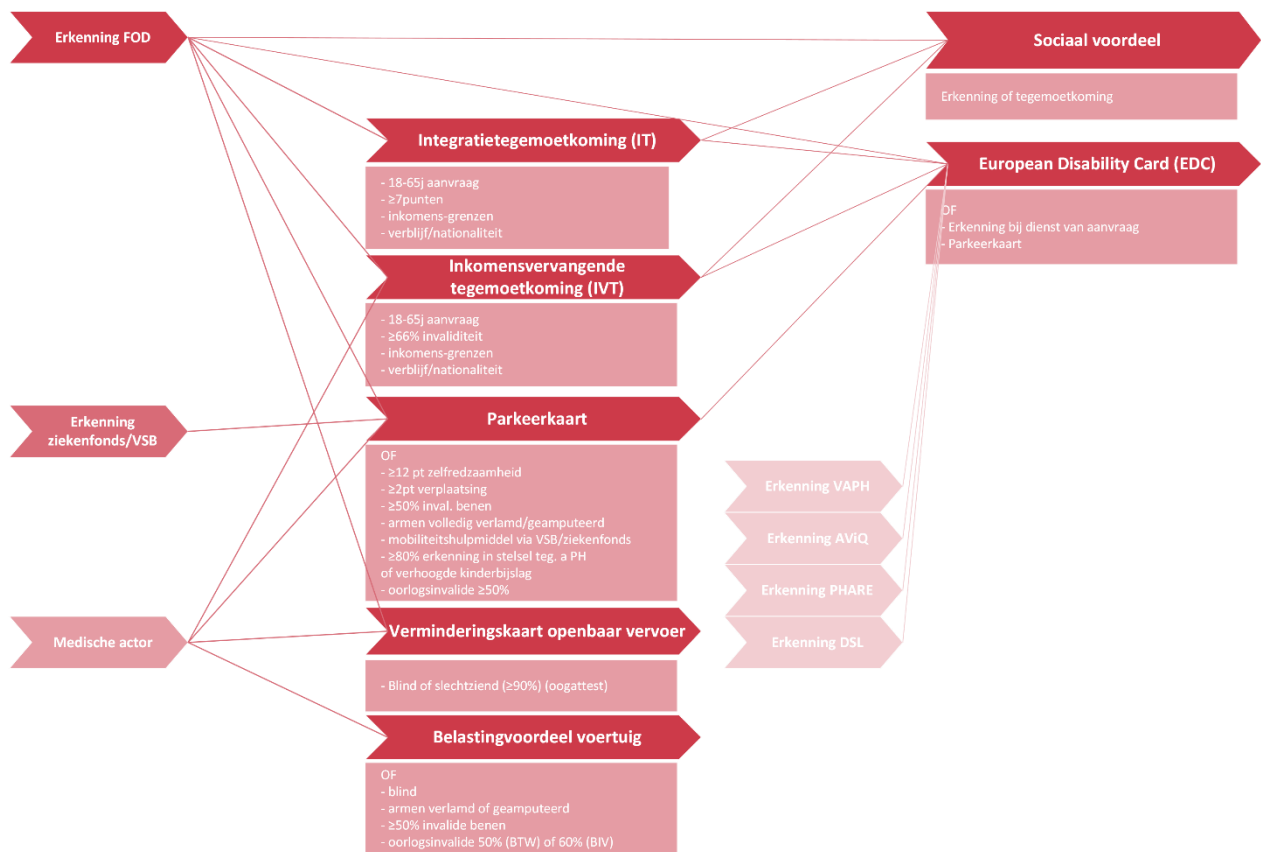 Erkenning FOD
Sociaal voordeel
Erkenning of tegemoetkoming
Integratietegemoetkoming (IT)
- 18-65j aanvraag
- ≥7punten
- inkomens-grenzen
- verblijf/nationaliteit
European Disability Card (EDC)
OF
- Erkenning bij dienst van aanvraag
- Parkeerkaart
Inkomensvervangende
tegemoetkoming (IVT)
- 18-65j aanvraag
- ≥66% invaliditeit
- inkomens-grenzen
- verblijf/nationaliteit
Erkenning
ziekenfonds/VSB
Parkeerkaart
OF
- ≥12 pt zelfredzaamheid
- ≥2pt verplaatsing
- ≥50% inval. benen
- armen volledig verlamd/geamputeerd
- mobiliteitshulpmiddel via VSB/ziekenfonds
- ≥80% erkenning in stelsel teg. a PH
of verhoogde kinderbijslag
- oorlogsinvalide ≥50%
Erkenning VAPH
Erkenning AViQ
Erkenning PHARE
Erkenning DSL
Medische actor
Verminderingskaart openbaar vervoer
- Blind of slechtziend (≥90%) (oogattest)
Belastingvoordeel voertuig
OF
- blind
- armen verlamd of geamputeerd
- ≥50% invalide benen
- oorlogsinvalide 50% (BTW) of 60% (BIV)